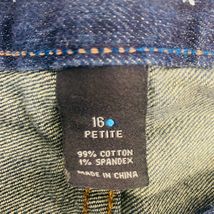 16
PETITE
99% COTTON
1% SPANDEX
MADE IN CHINA